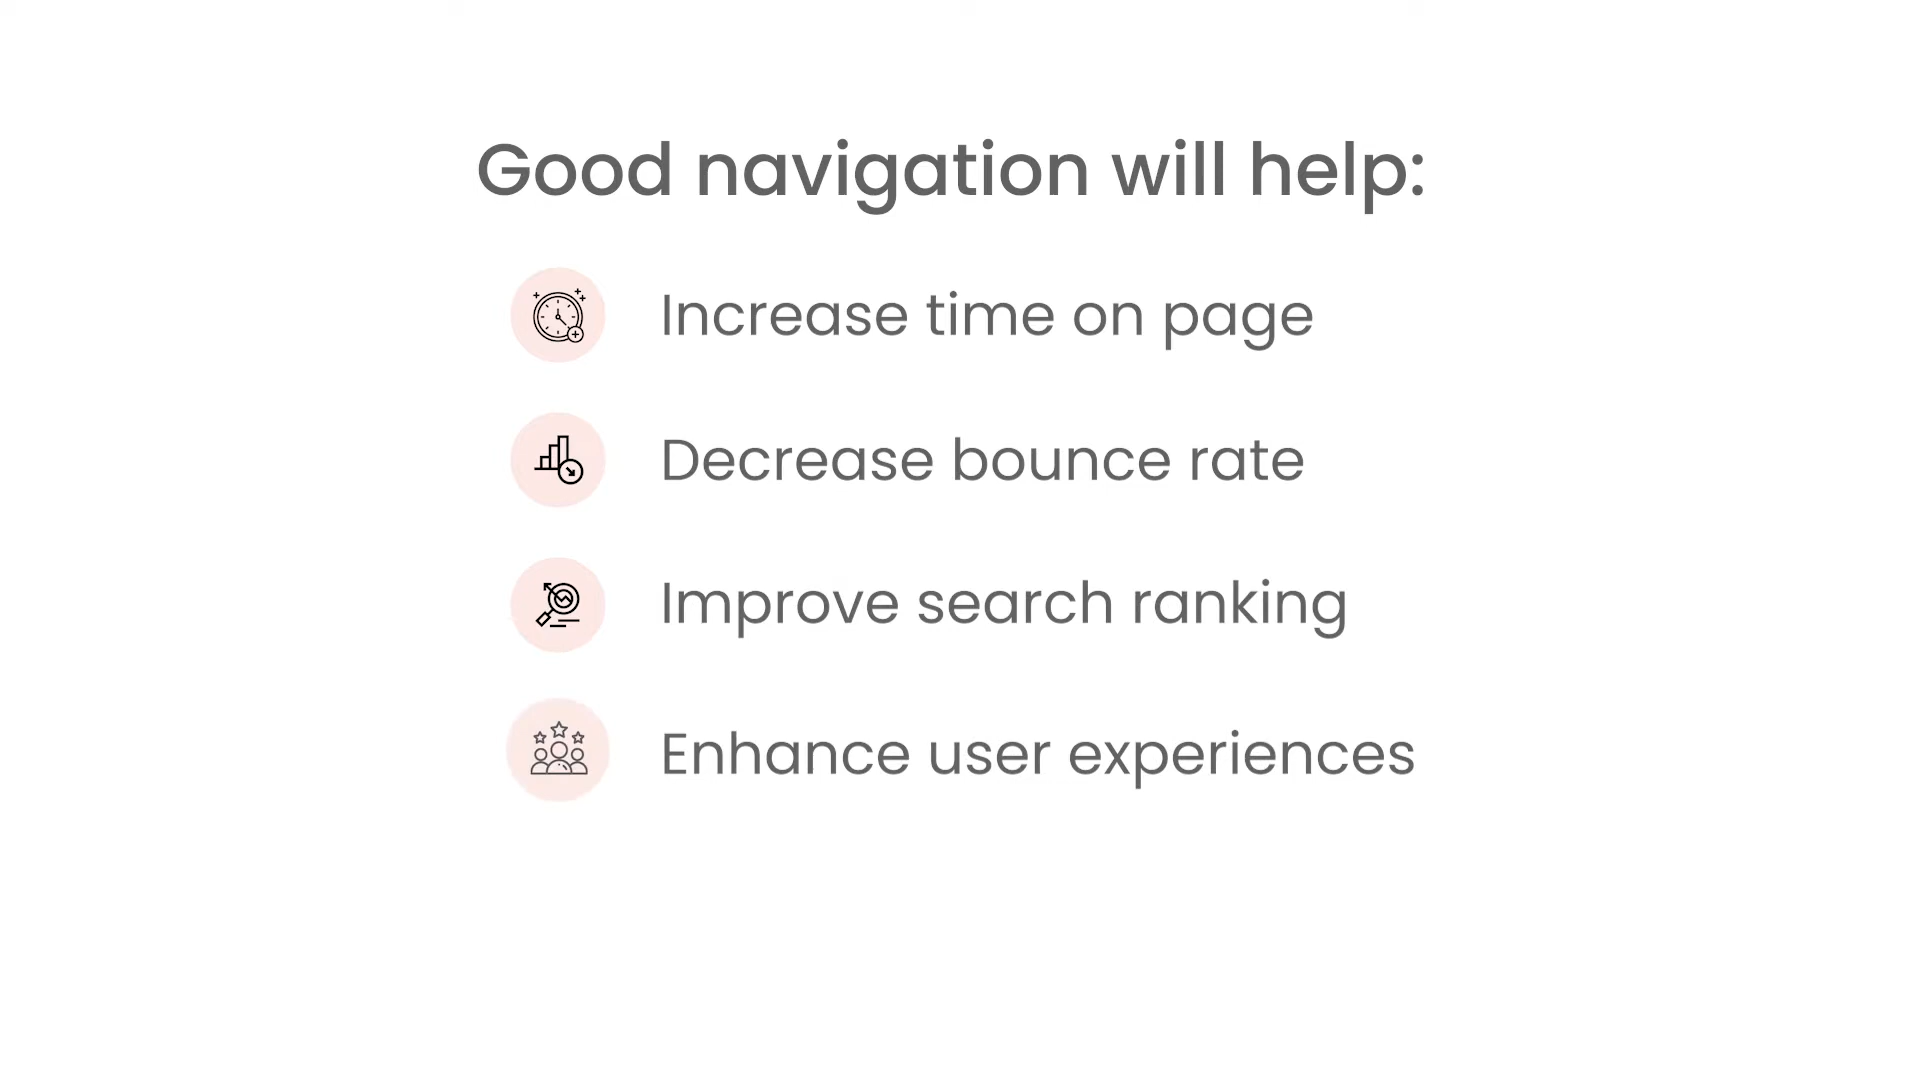 Good navigation will help:
Increase time on page
Decrease bounce rate
Improve search ranking
Enhance user experiences